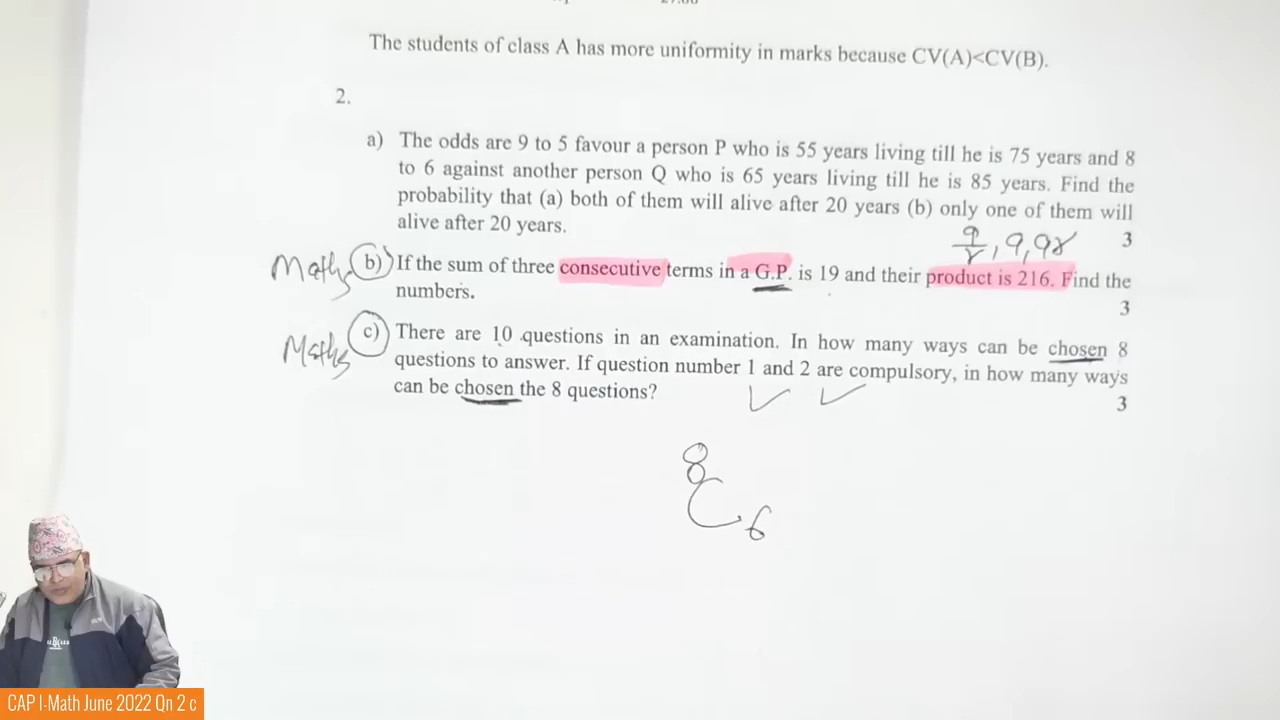 The students of class A has more uniformity in marks because CV(A)<CV(B).
2.
a) The odds are 9 to 5 favour a person P who is 55 years living till he is 75 years and 8
to 6 against another person Q who is 65 years living till he is 85 years. Find the
probability that (a) both of them will alive after 20 years (b) only one of them will
alive after 20 years.
3
a/r, a, ar
Maths b) If the sum of three consecutive terms in a G.P. is 19 and their product is 216. Find the
numbers.
3
Maths c) There are 10 questions in an examination. In how many ways can be chosen 8
questions to answer. If question number 1 and 2 are compulsory, in how many ways
can be chosen the 8 questions?
3
8C6
CAP I-Math June 2022 Qn 2 c